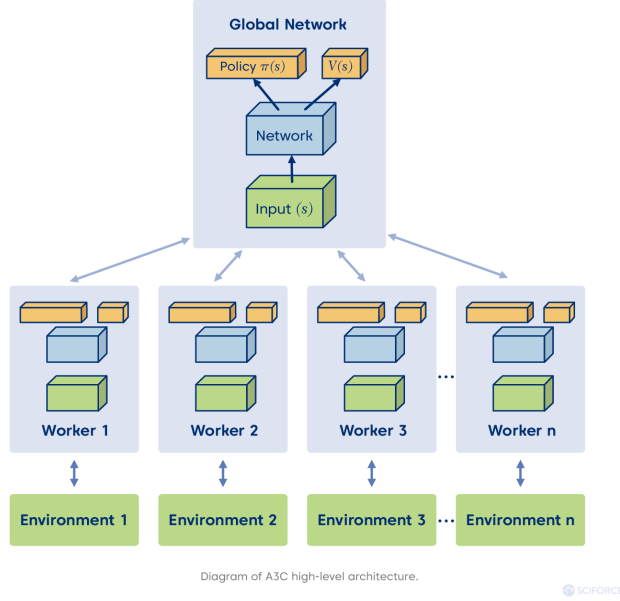 Global Network
Policy π(s)
V(s)
Network
Input (s)
Worker 1
Worker 2
Worker 3
...
Worker n
Environment 1
Environment 2
Environment 3
...
Environment n
Diagram of A3C high-level architecture.
SCIFORCE